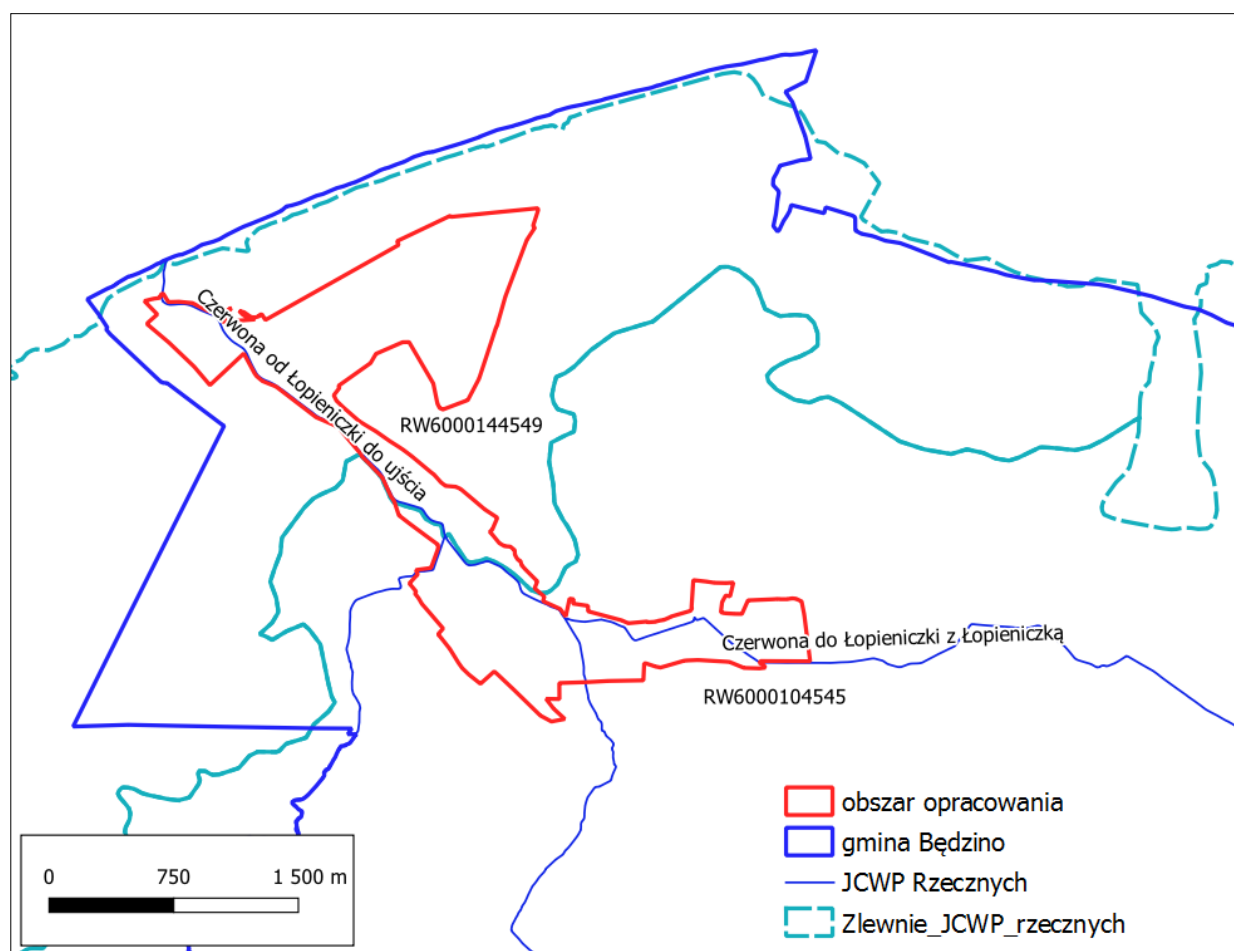 Czerwona od Łopieniczki do ujścia
RW6000144549
Czerwona do Łopieniczki z Łopieniczką
RW6000104545
obszar opracowania
gmina Będzino
JCWP Rzecznych
Zlewnie_JCWP_rzecznych
0 750 1 500 m